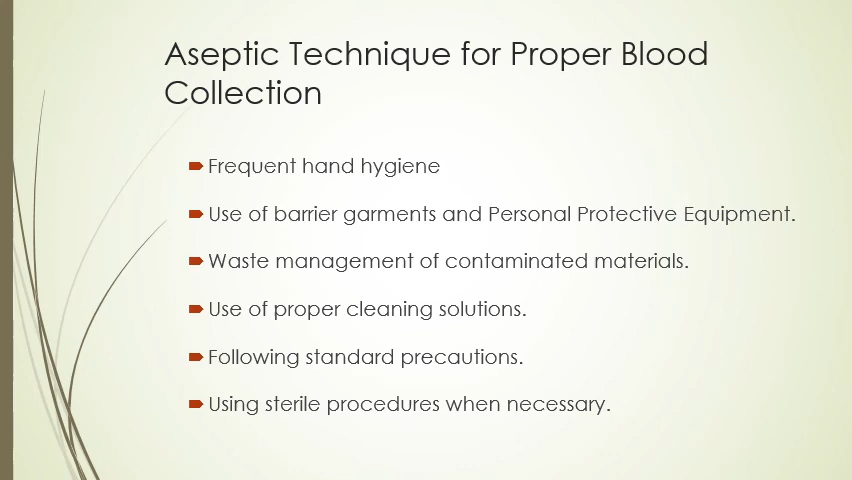 Aseptic Technique for Proper Blood
Collection
Frequent hand hygiene
Use of barrier garments and Personal Protective Equipment.
Waste management of contaminated materials.
Use of proper cleaning solutions.
Following standard precautions.
Using sterile procedures when necessary.